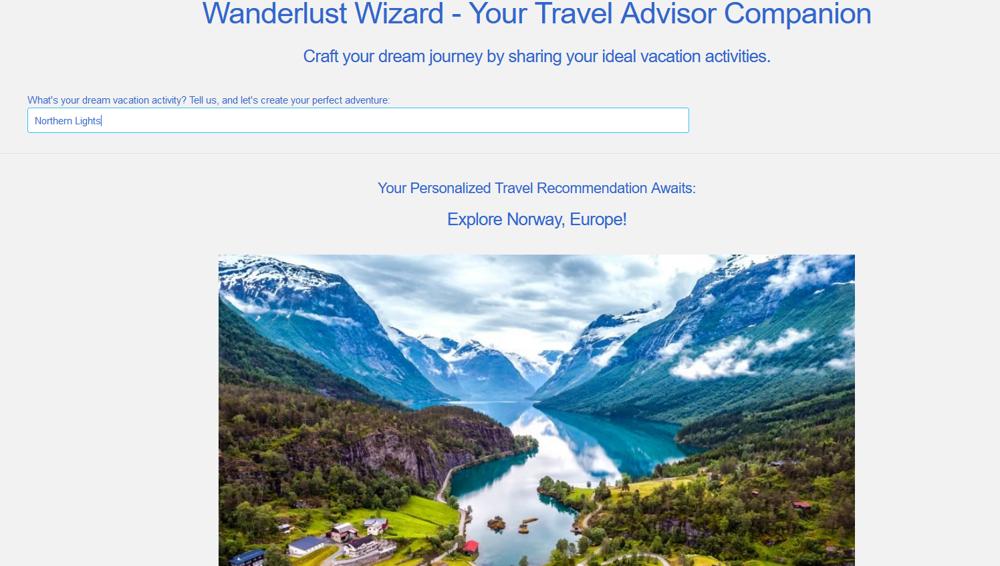 Wanderlust Wizard - Your Travel Advisor Companion
Craft your dream journey by sharing your ideal vacation activities.
What's your dream vacation activity? Tell us, and let's create your perfect adventure:
Northern Lights
Your Personalized Travel Recommendation Awaits:
Explore Norway, Europe!